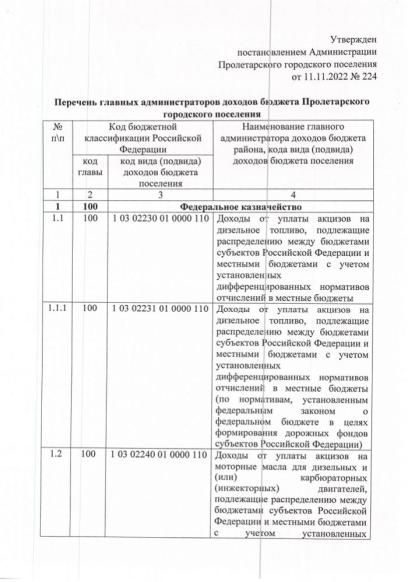 Утвержден
постановлением Администрации
Пролетарского городского поселения
от 11.11.2022 № 224
Перечень главных администраторов доходов бюджета Пролетарского
городского поселения
№ п\п
Код бюджетной классификации Российской Федерации
Наименование главного администратора доходов бюджета района, кода вида (подвида) доходов бюджета поселения
код главы
код вида (подвида) доходов бюджета поселения
1 2 3 4
1 100 Федеральное казначейство
1.1 100 1 03 02230 01 0000 110 Доходы от уплаты акцизов на
дизельное топливо, подлежащие
распределению между бюджетами
субъектов Российской Федерации и
местными бюджетами с учетом
установленных
дифференцированных нормативов
отчислений в местные бюджеты
1.1.1 100 1 03 02231 01 0000 110 Доходы от уплаты акцизов на
дизельное топливо, подлежащие
распределению между бюджетами
субъектов Российской Федерации и
местными бюджетами с учетом
установленных
дифференцированных нормативов
отчислений в местные бюджеты
(по нормативам, установленным
федеральным законом о
федеральном бюджете в целях
формирования дорожных фондов
субъектов Российской Федерации)
1.2 100 1 03 02240 01 0000 110 Доходы от уплаты акцизов на
моторные масла для дизельных и
(или) карбюраторных
(инжекторных) двигателей,
подлежащие распределению между
бюджетами субъектов Российской
Федерации и местными бюджетами
с учетом установленных